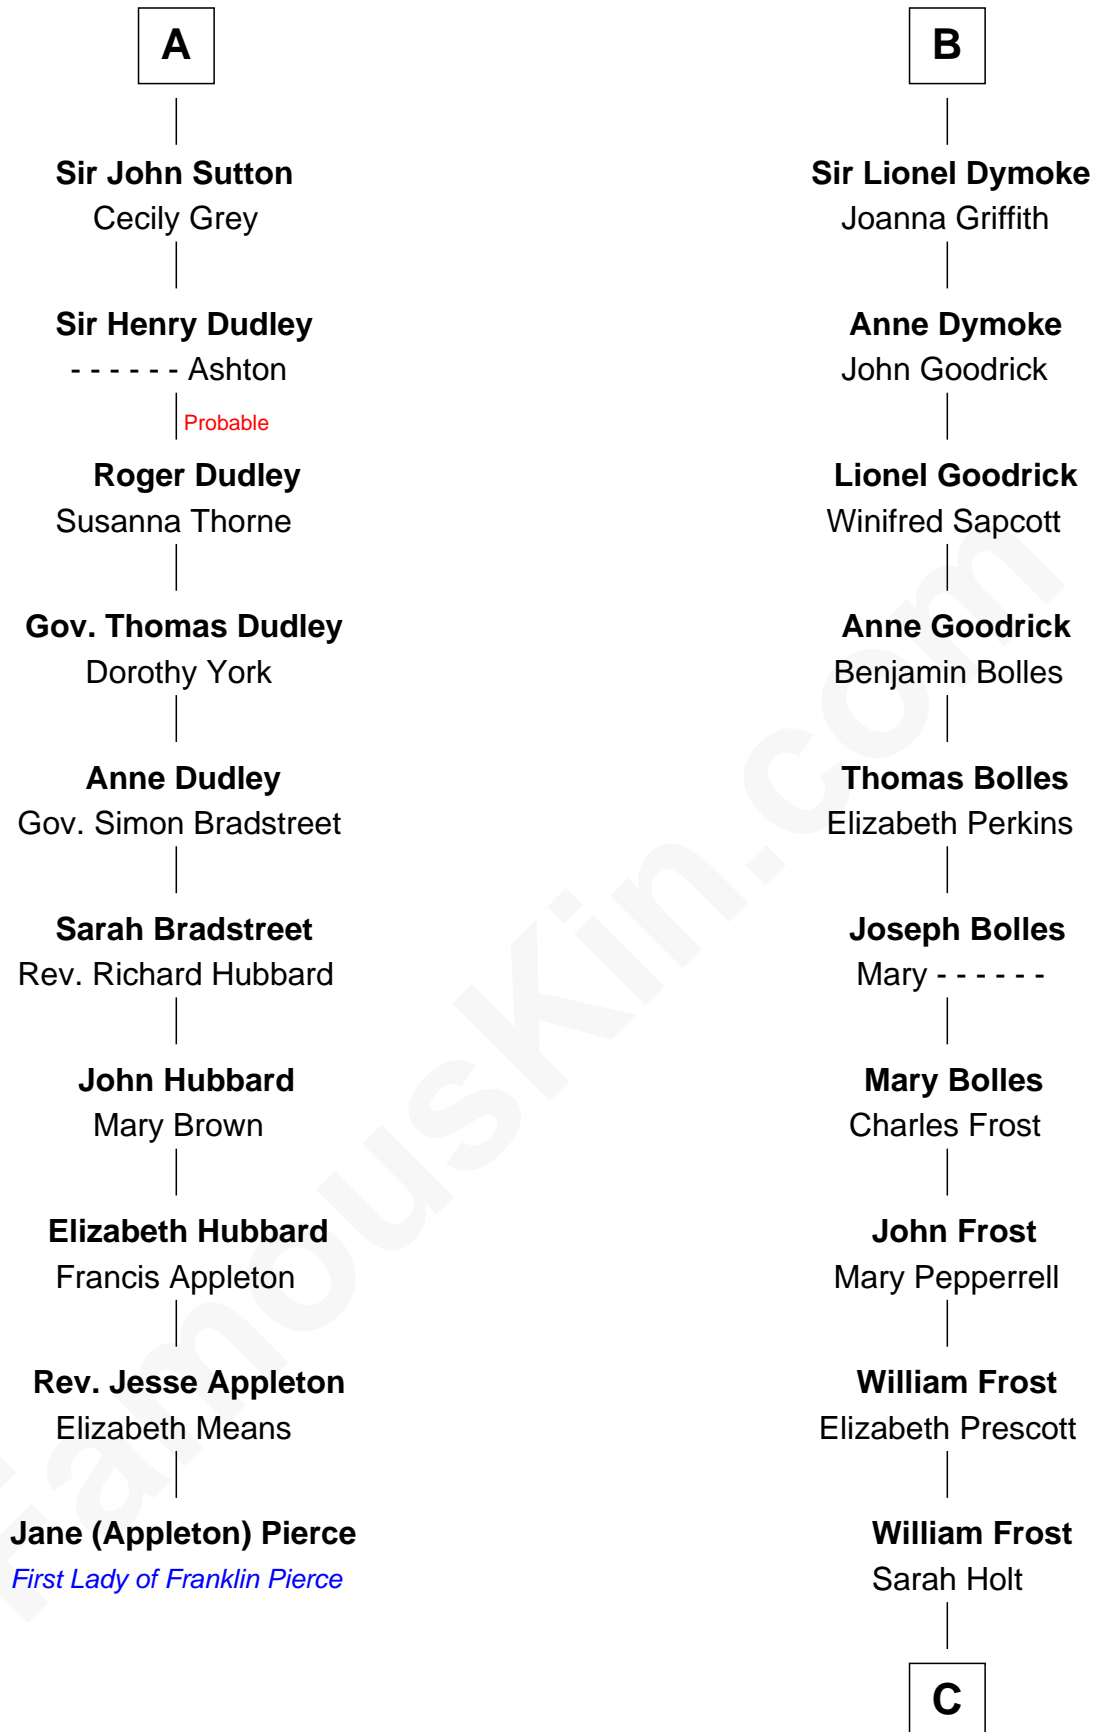 A
Sir John Sutton
Cecily Grey
Sir Henry Dudley
- - - - - - Ashton
Probable
Roger Dudley
Susanna Thorne
Gov. Thomas Dudley
Dorothy York
Anne Dudley
Gov. Simon Bradstreet
Sarah Bradstreet
Rev. Richard Hubbard
John Hubbard
Mary Brown
Elizabeth Hubbard
Francis Appleton
Rev. Jesse Appleton
Elizabeth Means
Jane (Appleton) Pierce
First Lady of Franklin Pierce
B
Sir Lionel Dymoke
Joanna Griffith
Anne Dymoke
John Goodrick
Lionel Goodrick
Winifred Sapcott
Anne Goodrick
Benjamin Bolles
Thomas Bolles
Elizabeth Perkins
Joseph Bolles
Mary - - - - - -
Mary Bolles
Charles Frost
John Frost
Mary Pepperrell
William Frost
Elizabeth Prescott
William Frost
Sarah Holt
C
FamousKin.com